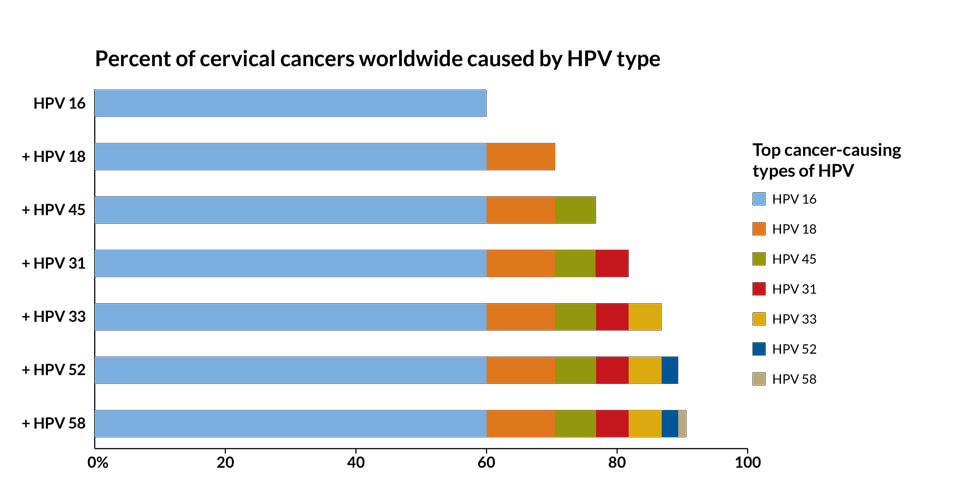 Percent of cervical cancers worldwide caused by HPV type
HPV 16
+ HPV 18
+ HPV 45
+ HPV 31
+ HPV 33
+ HPV 52
+ HPV 58
0%
20
40
60
80
100
Top cancer-causing
types of HPV
HPV 16
HPV 18
HPV 45
HPV 31
HPV 33
HPV 52
HPV 58